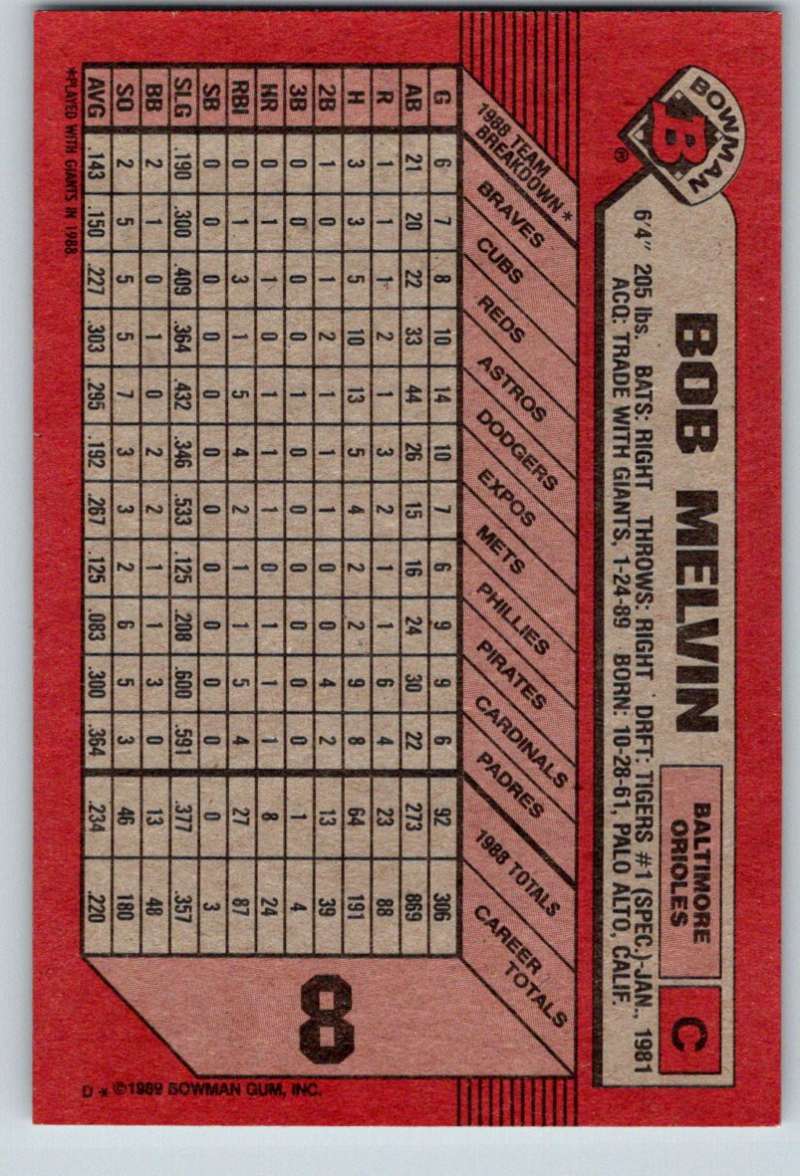 BOWMAN
B
®
BOB MELVIN
BALTIMORE
ORIOLES
C
6'4" 205 lbs. BATS: RIGHT THROWS: RIGHT DRFT: TIGERS #1 (SPEC.)-JAN., 1981
ACQ: TRADE WITH GIANTS, 1-24-89 BORN: 10-28-61, PALO ALTO, CALIF.
1988 TEAM
BREAKDOWN*
BRAVES
CUBS
REDS
ASTROS
DODGERS
EXPOS
METS
PHILLIES
PIRATES
CARDINALS
PADRES
1988 TOTALS
CAREER
TOTALS
G 6 7 8 10 14 10 7 6 9 9 6 92 306
AB 21 20 22 33 44 26 15 16 24 30 22 273 869
R 1 1 1 2 1 3 2 1 1 6 4 23 88
H 3 3 5 10 13 5 4 2 2 9 8 64 191
2B 1 0 1 2 1 1 1 0 0 4 2 13 39
3B 0 0 0 0 1 0 0 0 0 0 0 1 4
HR 0 1 1 0 1 1 1 0 1 1 1 8 24
RBI 0 1 3 1 5 4 2 1 1 5 4 27 87
SB 0 0 0 0 0 0 0 0 0 0 0 0 3
SLG .190 .300 .409 .364 .432 .346 .533 .125 .208 .600 .591 .377 .357
BB 2 1 0 1 0 2 2 1 1 3 0 13 48
SO 2 5 5 5 7 3 3 2 6 5 3 46 180
AVG .143 .150 .227 .303 .295 .192 .267 .125 .083 .300 .364 .234 .220
8
*PLAYED WITH GIANTS IN 1988
D * ©1989 BOWMAN GUM, INC.